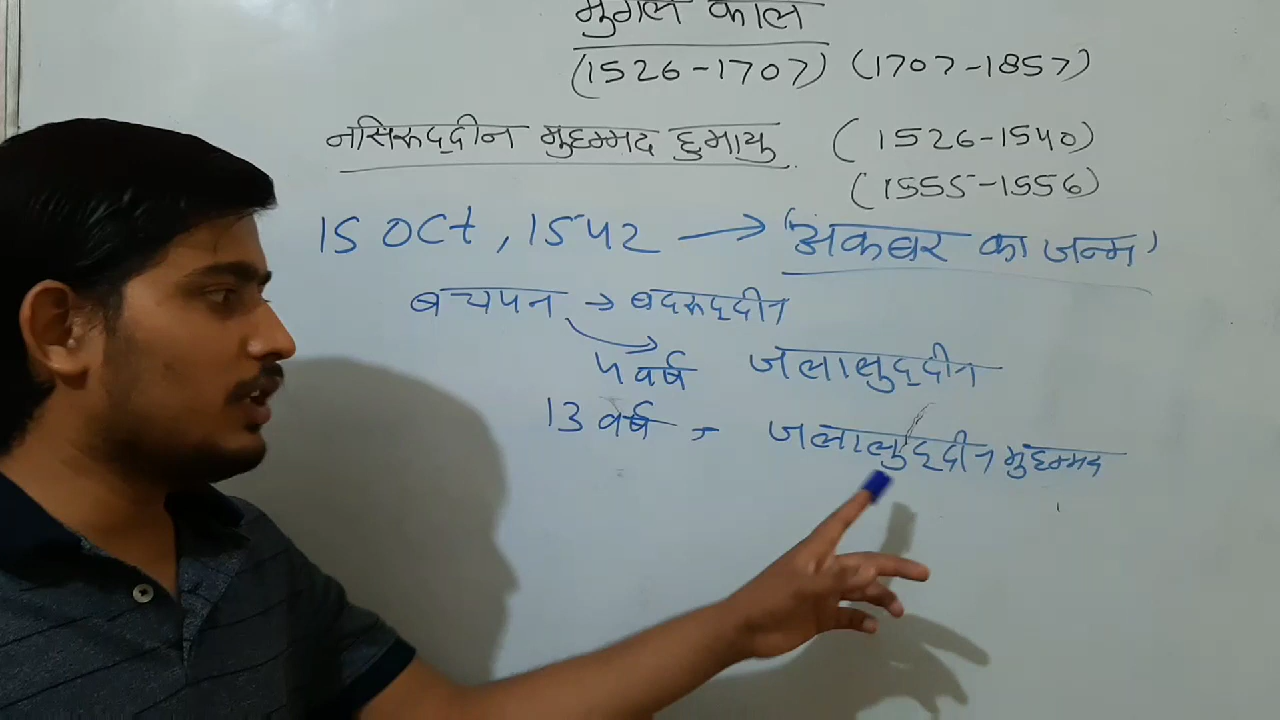 मुगल काल
(1526-1707) (1707-1857)
नसिरुद्दीन मुहम्मद हुमायु (1526-1540)
(1555-1556)
15 Oct, 1542 → 'अकबर का जन्म'
बचपन → बदरुद्दीन
5 वर्ष जलालुद्दीन
13 वर्ष - जलालुद्दीन मुहम्मद